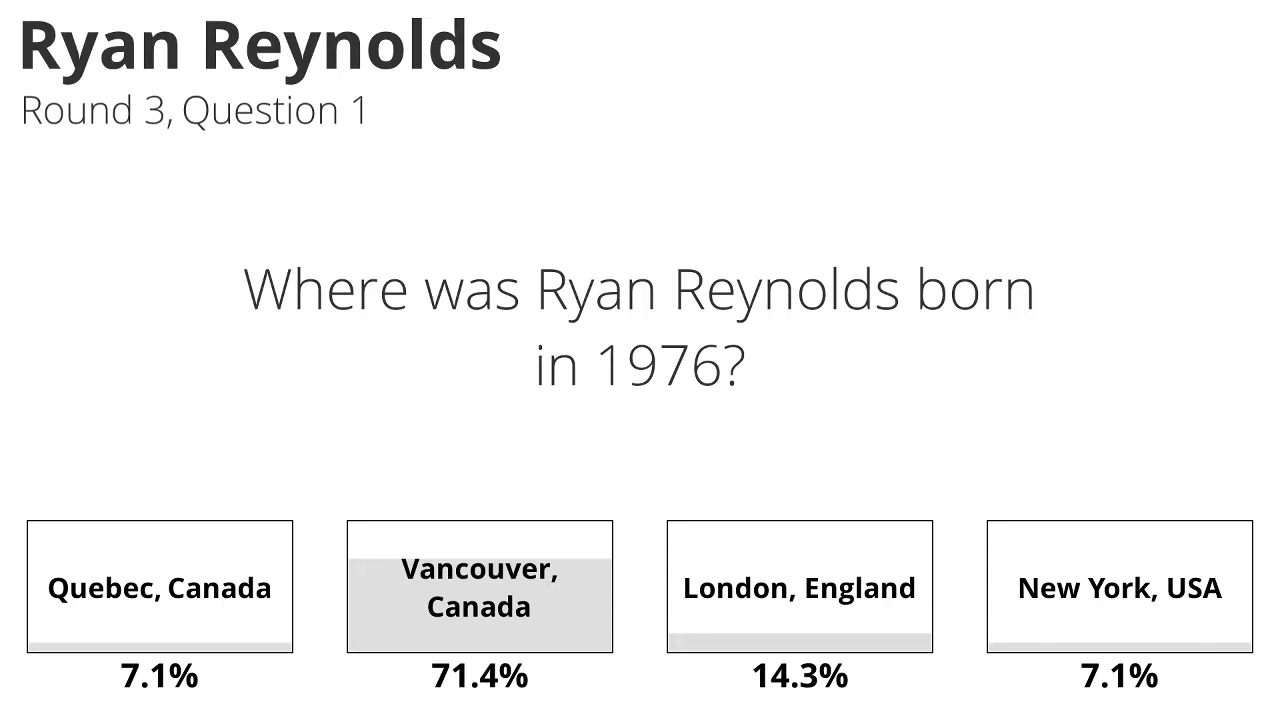 Ryan Reynolds
Round 3, Question 1
Where was Ryan Reynolds born
in 1976?
Quebec, Canada
Vancouver,
Canada
London, England
New York, USA
7.1%
71.4%
14.3%
7.1%